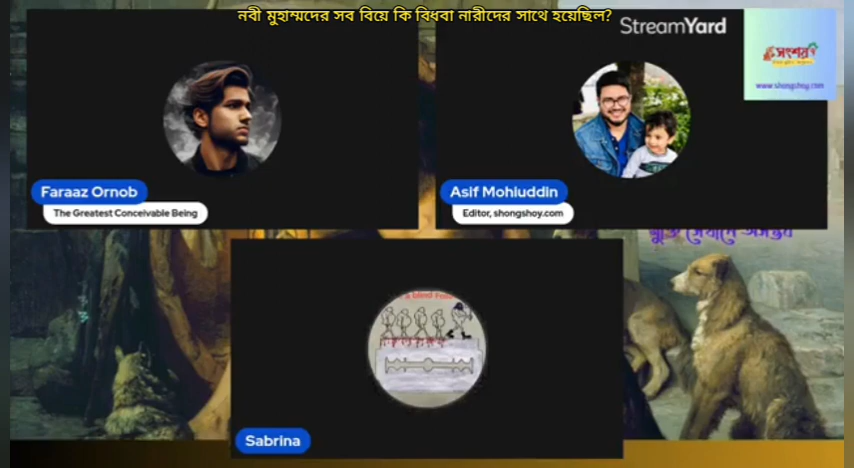 নবী মুহাম্মদের সব বিয়ে কি বিধবা নারীদের সাথে হয়েছিল?
StreamYard
সংশয়
www.shongshoy.com
Faraaz Ornob
The Greatest Conceivable Being
Asif Mohiuddin
Editor, shongshoy.com
Sabrina